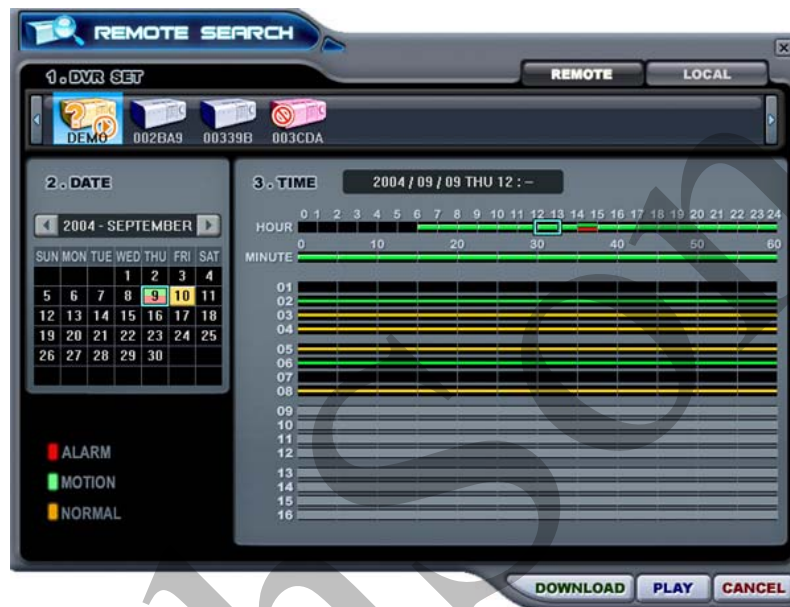 REMOTE SEARCH
1. DVR SET
REMOTE LOCAL
DEMO 002BA9 00339B 003CDA
2. DATE
2004 - SEPTEMBER
SUN MON TUE WED THU FRI SAT
1 2 3 4
5 6 7 8 9 10 11
12 13 14 15 16 17 18
19 20 21 22 23 24 25
26 27 28 29 30
ALARM
MOTION
NORMAL
3. TIME 2004 / 09 / 09 THU 12 : –
0 1 2 3 4 5 6 7 8 9 10 11 12 13 14 15 16 17 18 19 20 21 22 23 24
HOUR
0 10 20 30 40 50 60
MINUTE
01
02
03
04
05
06
07
08
09
10
11
12
13
14
15
16
DOWNLOAD PLAY CANCEL